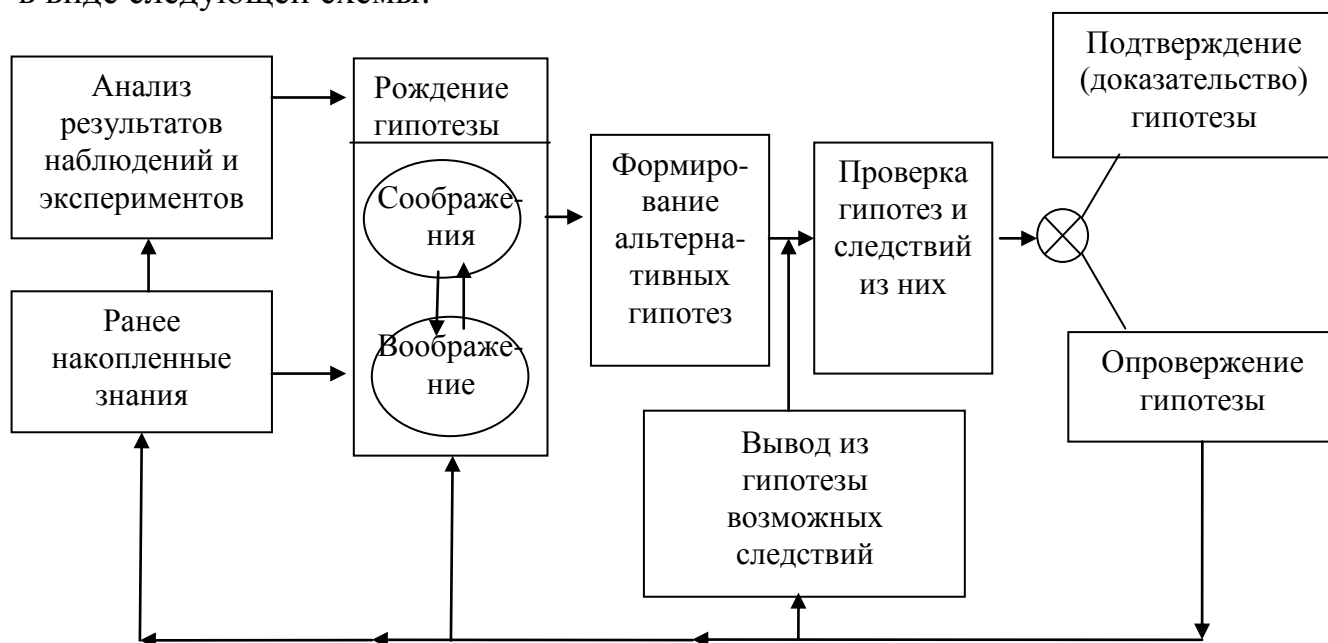 в виде следующей схемы:
Анализ
результатов
наблюдений и
экспериментов
Ранее
накопленные
знания
Рождение
гипотезы
Соображе-
ния
Воображе-
ние
Формиро-
вание
альтерна-
тивных
гипотез
Проверка
гипотез и
следствий
из них
Вывод из
гипотезы
возможных
следствий
Подтверждение
(доказательство)
гипотезы
Опровержение
гипотезы